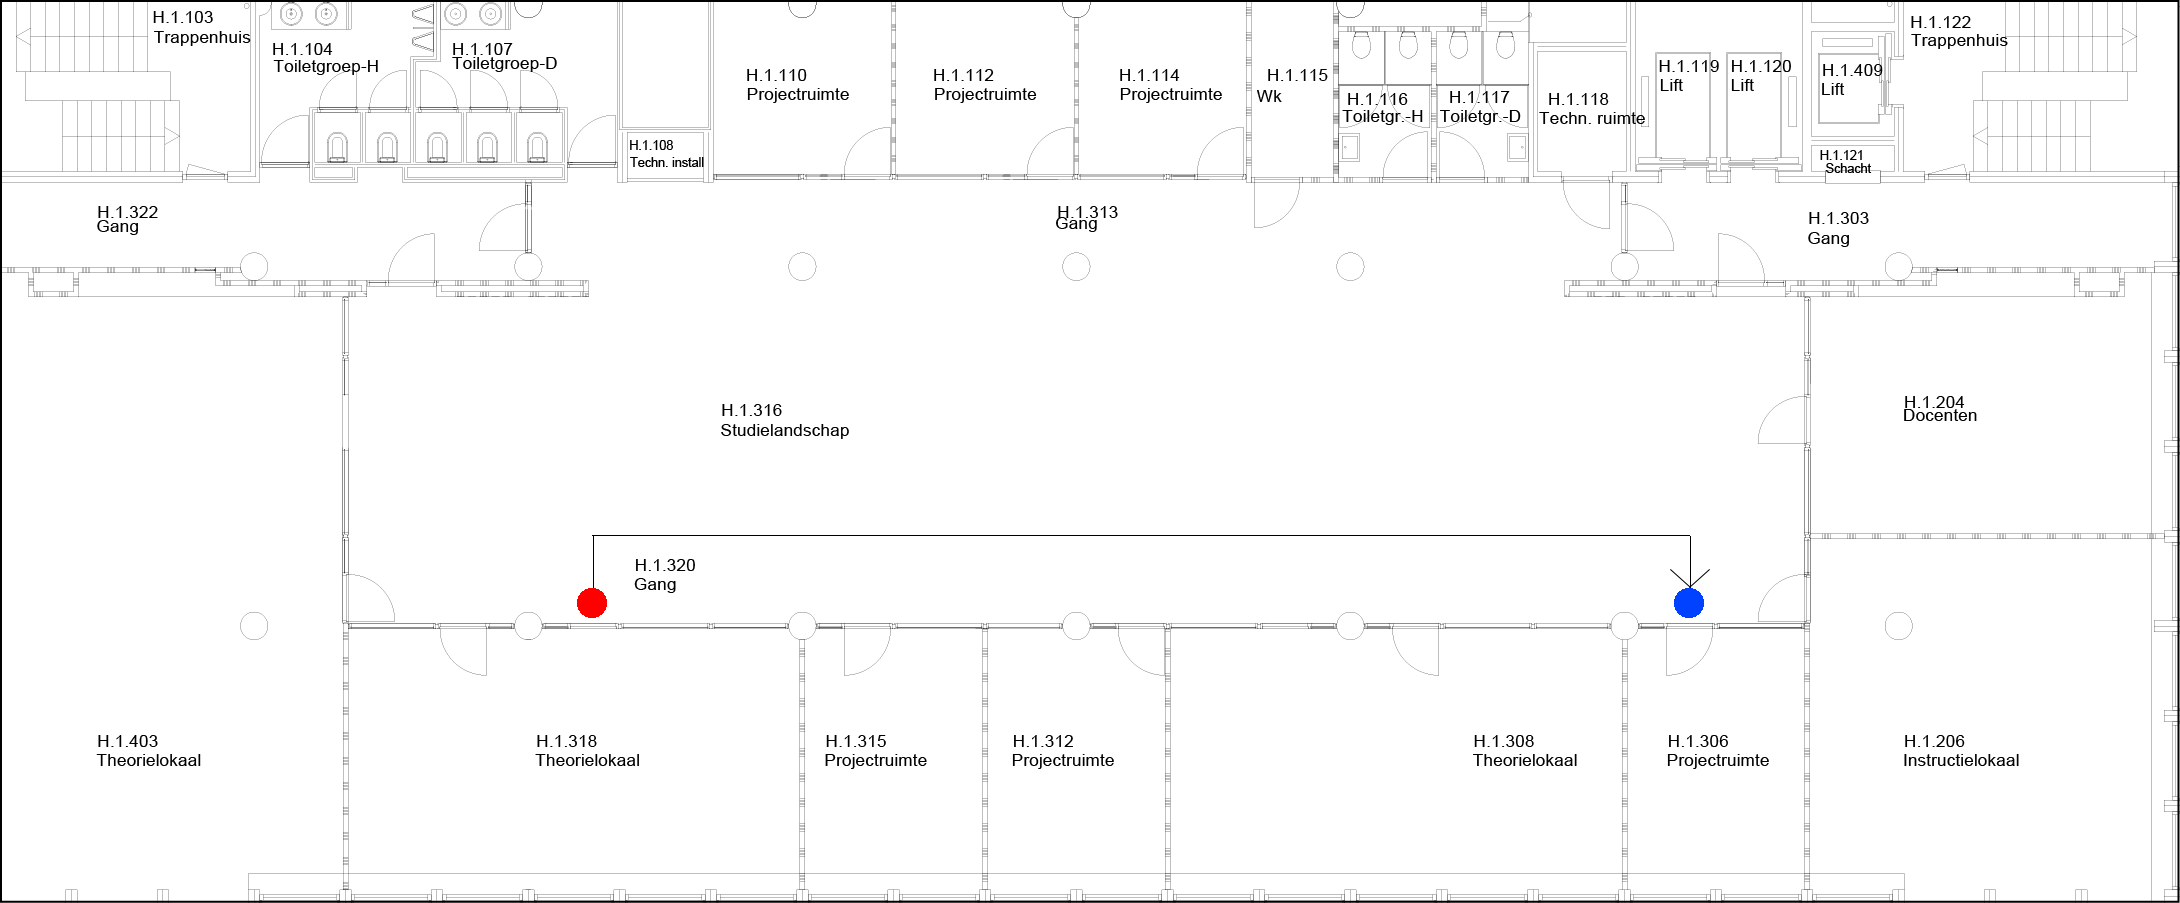 H.1.103
Trappenhuis
H.1.104
Toiletgroep-H
H.1.107
Toiletgroep-D
H.1.108
Techn. install
H.1.110
Projectruimte
H.1.112
Projectruimte
H.1.114
Projectruimte
H.1.115
Wk
H.1.116
Toiletgr.-H
H.1.117
Toiletgr.-D
H.1.118
Techn. ruimte
H.1.119
Lift
H.1.120
Lift
H.1.409
Lift
H.1.121
Schacht
H.1.122
Trappenhuis
H.1.322
Gang
H.1.313
Gang
H.1.303
Gang
H.1.316
Studielandschap
H.1.204
Docenten
H.1.320
Gang
H.1.403
Theorielokaal
H.1.318
Theorielokaal
H.1.315
Projectruimte
H.1.312
Projectruimte
H.1.308
Theorielokaal
H.1.306
Projectruimte
H.1.206
Instructielokaal